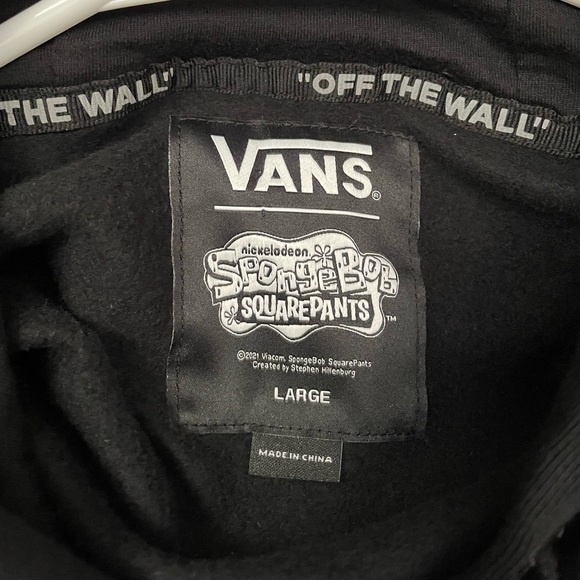 THE WALL" "OFF THE WALL"
VANS®
nickelodeon
SpongeBob
SQUAREPANTS™
©2021 Viacom. SpongeBob SquarePants
Created by Stephen Hillenburg
LARGE
MADE IN CHINA